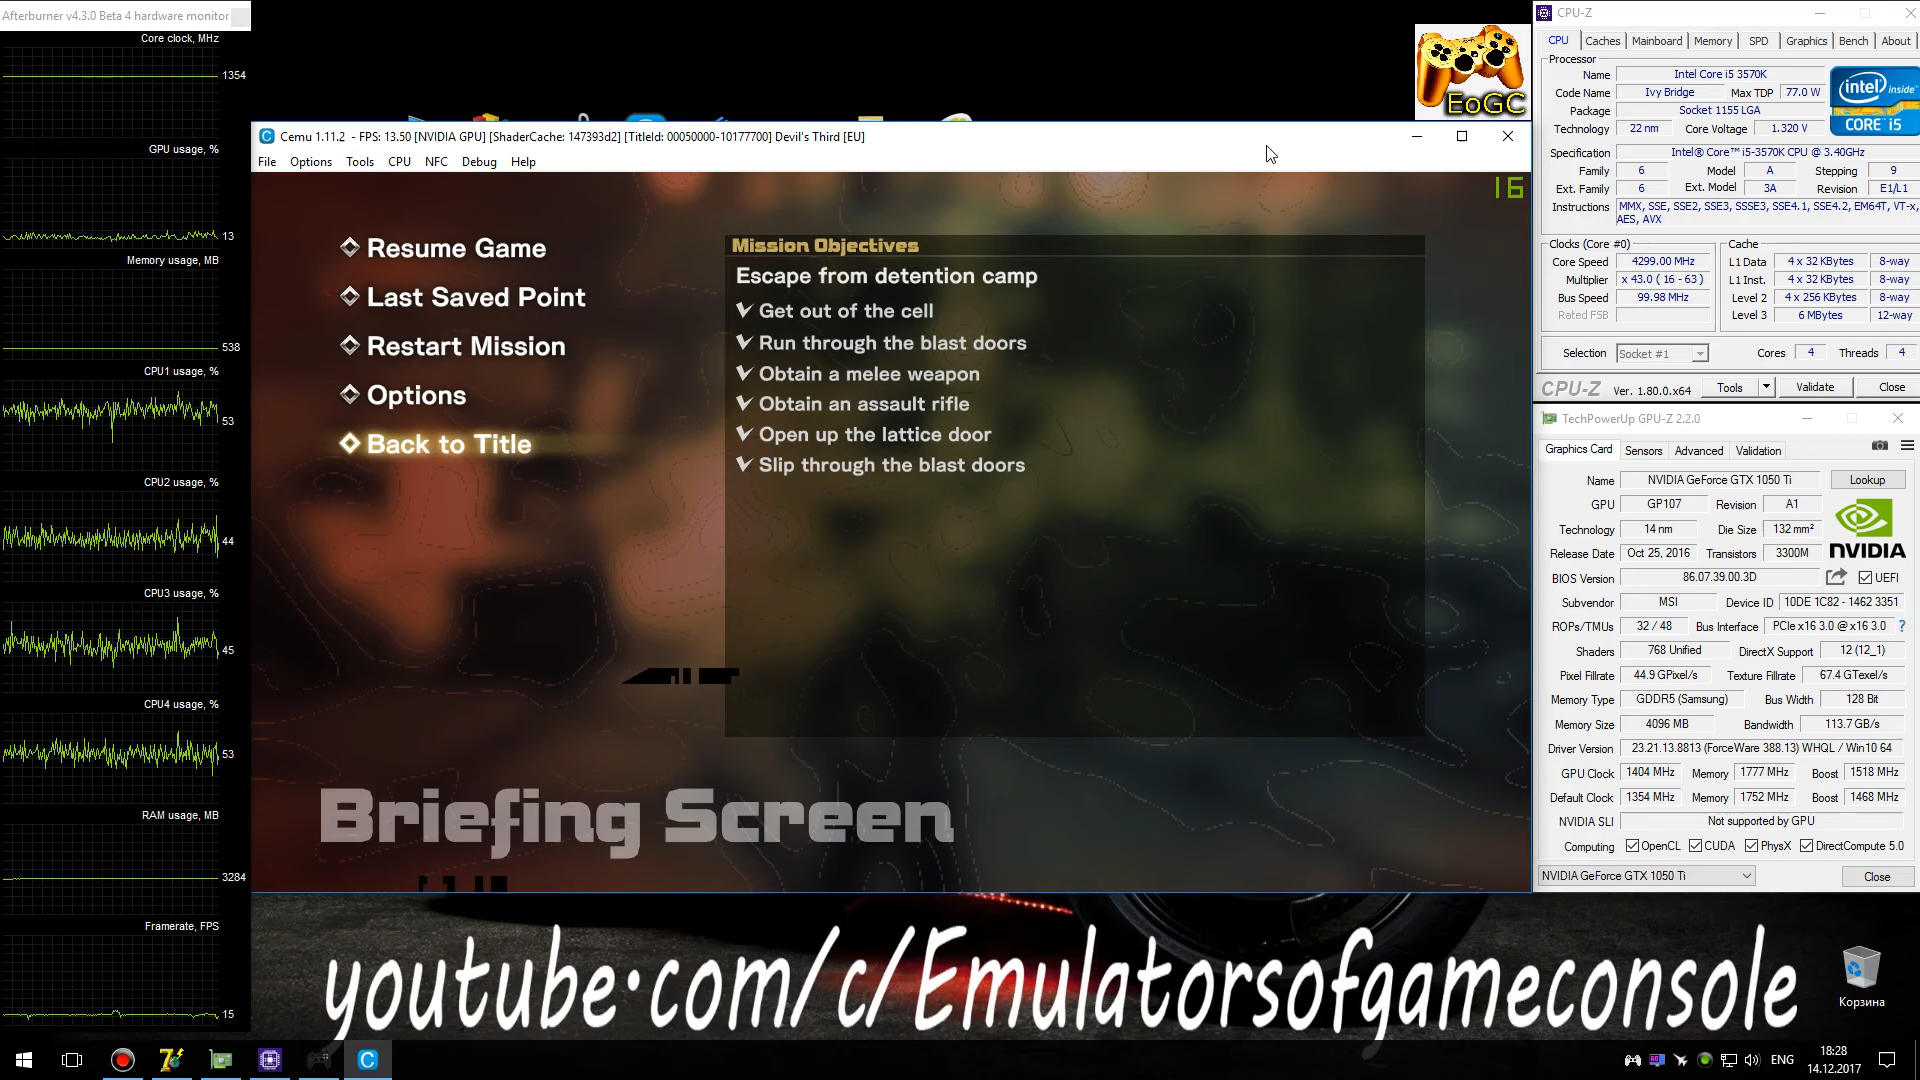 Afterburner v4.3.0 Beta 4 hardware monitor
Core clock, MHz
1354
GPU usage, %
13
Memory usage, MB
538
CPU1 usage, %
53
CPU2 usage, %
44
CPU3 usage, %
45
CPU4 usage, %
53
RAM usage, MB
3284
Framerate, FPS
15
EoGC
Cemu 1.11.2 - FPS: 13.50 [NVIDIA GPU] [ShaderCache: 147393d2] [TitleId: 00050000-10177700] Devil's Third [EU]
File Options Tools CPU NFC Debug Help
16
Resume Game
Last Saved Point
Restart Mission
Options
Back to Title
Mission Objectives
Escape from detention camp
Get out of the cell
Run through the blast doors
Obtain a melee weapon
Obtain an assault rifle
Open up the lattice door
Slip through the blast doors
Briefing Screen
CPU-Z
CPU Caches Mainboard Memory SPD Graphics Bench About
Processor
Name Intel Core i5 3570K
Code Name Ivy Bridge Max TDP 77.0 W
Package Socket 1155 LGA
Technology 22 nm Core Voltage 1.320 V
intel inside
CORE i5
Specification Intel® Core™ i5-3570K CPU @ 3.40GHz
Family 6 Model A Stepping 9
Ext. Family 6 Ext. Model 3A Revision E1/L1
Instructions MMX, SSE, SSE2, SSE3, SSSE3, SSE4.1, SSE4.2, EM64T, VT-x,
AES, AVX
Clocks (Core #0) Cache
Core Speed 4299.00 MHz L1 Data 4 x 32 KBytes 8-way
Multiplier x 43.0 ( 16 - 63 ) L1 Inst. 4 x 32 KBytes 8-way
Bus Speed 99.98 MHz Level 2 4 x 256 KBytes 8-way
Rated FSB Level 3 6 MBytes 12-way
Selection Socket #1 Cores 4 Threads 4
CPU-Z Ver. 1.80.0.x64 Tools Validate Close
TechPowerUp GPU-Z 2.2.0
Graphics Card Sensors Advanced Validation
Name NVIDIA GeForce GTX 1050 Ti Lookup
GPU GP107 Revision A1
Technology 14 nm Die Size 132 mm²
Release Date Oct 25, 2016 Transistors 3300M
NVIDIA
BIOS Version 86.07.39.00.3D UEFI
Subvendor MSI Device ID 10DE 1C82 - 1462 3351
ROPs/TMUs 32 / 48 Bus Interface PCIe x16 3.0 @ x16 3.0 ?
Shaders 768 Unified DirectX Support 12 (12_1)
Pixel Fillrate 44.9 GPixel/s Texture Fillrate 67.4 GTexel/s
Memory Type GDDR5 (Samsung) Bus Width 128 Bit
Memory Size 4096 MB Bandwidth 113.7 GB/s
Driver Version 23.21.13.8813 (ForceWare 388.13) WHQL / Win10 64
GPU Clock 1404 MHz Memory 1777 MHz Boost 1518 MHz
Default Clock 1354 MHz Memory 1752 MHz Boost 1468 MHz
NVIDIA SLI Not supported by GPU
Computing OpenCL CUDA PhysX DirectCompute 5.0
NVIDIA GeForce GTX 1050 Ti Close
youtube.com/c/Emulatorsofgameconsole
Корзина
ENG
18:28
14.12.2017